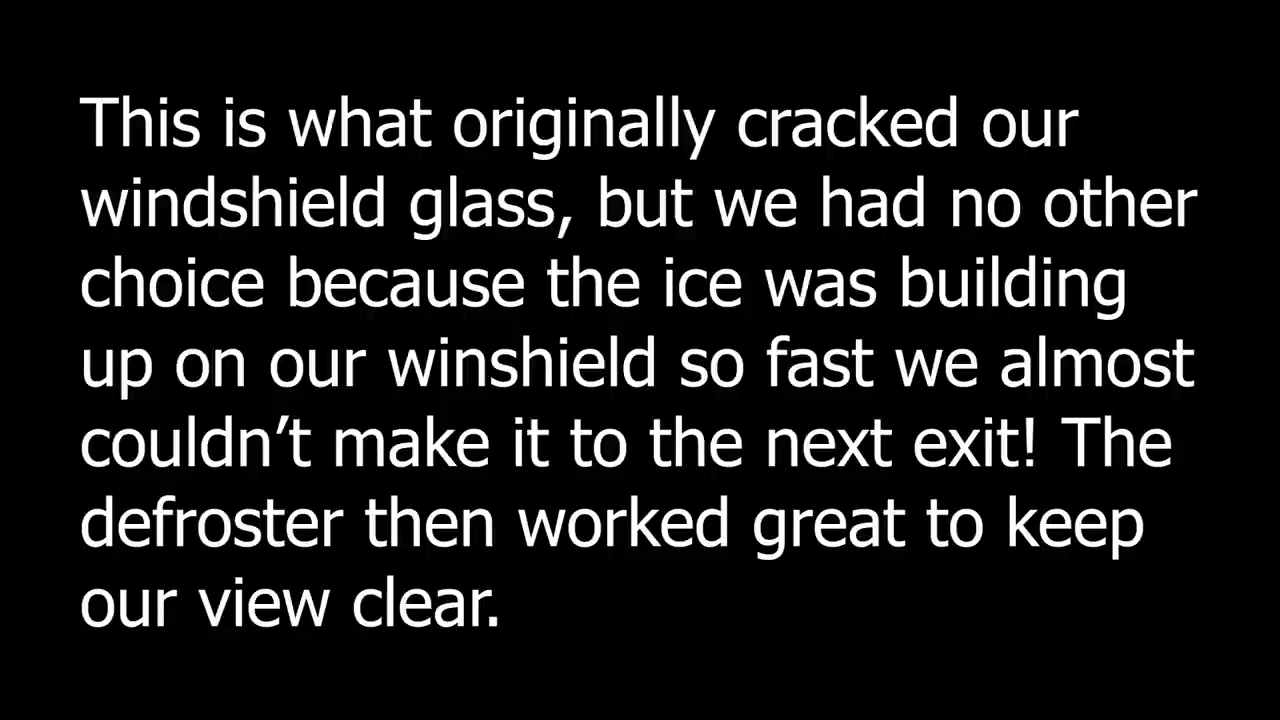 This is what originally cracked our
windshield glass, but we had no other
choice because the ice was building
up on our winshield so fast we almost
couldn’t make it to the next exit! The
defroster then worked great to keep
our view clear.